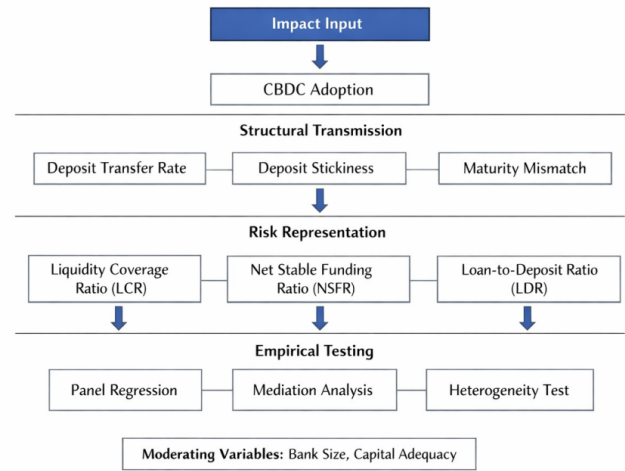 Impact Input
CBDC Adoption
Structural Transmission
Deposit Transfer Rate
Deposit Stickiness
Maturity Mismatch
Risk Representation
Liquidity Coverage
Ratio (LCR)
Net Stable Funding
Ratio (NSFR)
Loan-to-Deposit Ratio
(LDR)
Empirical Testing
Panel Regression
Mediation Analysis
Heterogeneity Test
Moderating Variables: Bank Size, Capital Adequacy